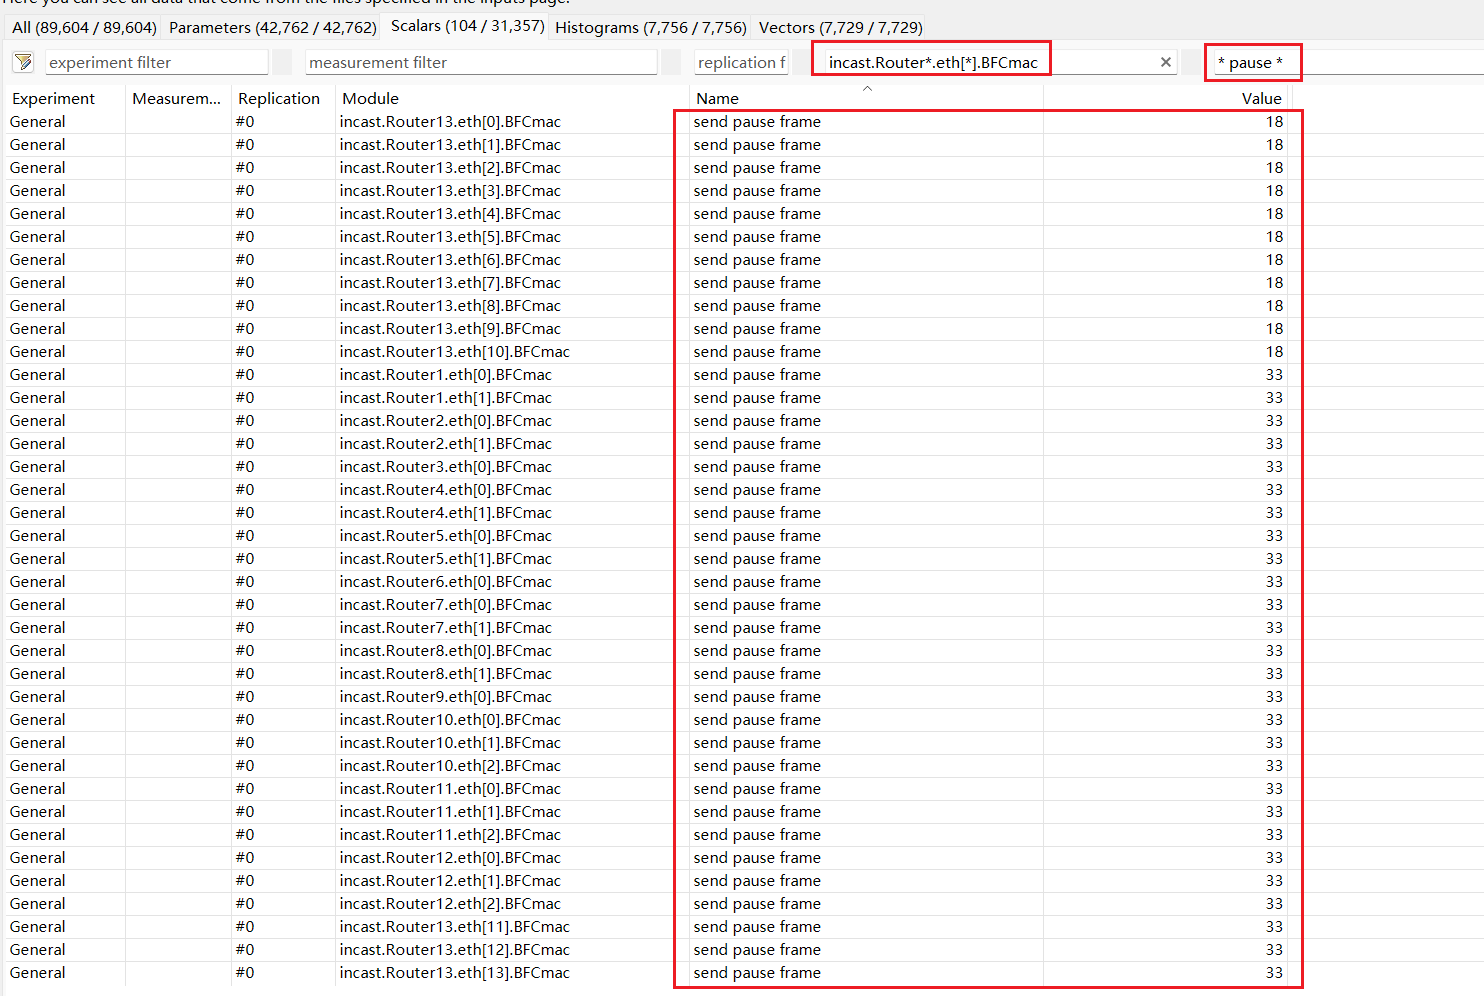 Here you can see all data that come from the files specified in the inputs page.
All (89,604 / 89,604) Parameters (42,762 / 42,762) Scalars (104 / 31,357) Histograms (7,756 / 7,756) Vectors (7,729 / 7,729)
experiment filter measurement filter replication f incast.Router*.eth[*].BFCmac * pause *
Experiment Measurem... Replication Module Name Value
General #0 incast.Router13.eth[0].BFCmac send pause frame 18
General #0 incast.Router13.eth[1].BFCmac send pause frame 18
General #0 incast.Router13.eth[2].BFCmac send pause frame 18
General #0 incast.Router13.eth[3].BFCmac send pause frame 18
General #0 incast.Router13.eth[4].BFCmac send pause frame 18
General #0 incast.Router13.eth[5].BFCmac send pause frame 18
General #0 incast.Router13.eth[6].BFCmac send pause frame 18
General #0 incast.Router13.eth[7].BFCmac send pause frame 18
General #0 incast.Router13.eth[8].BFCmac send pause frame 18
General #0 incast.Router13.eth[9].BFCmac send pause frame 18
General #0 incast.Router13.eth[10].BFCmac send pause frame 18
General #0 incast.Router1.eth[0].BFCmac send pause frame 33
General #0 incast.Router1.eth[1].BFCmac send pause frame 33
General #0 incast.Router2.eth[0].BFCmac send pause frame 33
General #0 incast.Router2.eth[1].BFCmac send pause frame 33
General #0 incast.Router3.eth[0].BFCmac send pause frame 33
General #0 incast.Router4.eth[0].BFCmac send pause frame 33
General #0 incast.Router4.eth[1].BFCmac send pause frame 33
General #0 incast.Router5.eth[0].BFCmac send pause frame 33
General #0 incast.Router5.eth[1].BFCmac send pause frame 33
General #0 incast.Router6.eth[0].BFCmac send pause frame 33
General #0 incast.Router7.eth[0].BFCmac send pause frame 33
General #0 incast.Router7.eth[1].BFCmac send pause frame 33
General #0 incast.Router8.eth[0].BFCmac send pause frame 33
General #0 incast.Router8.eth[1].BFCmac send pause frame 33
General #0 incast.Router9.eth[0].BFCmac send pause frame 33
General #0 incast.Router10.eth[0].BFCmac send pause frame 33
General #0 incast.Router10.eth[1].BFCmac send pause frame 33
General #0 incast.Router10.eth[2].BFCmac send pause frame 33
General #0 incast.Router11.eth[0].BFCmac send pause frame 33
General #0 incast.Router11.eth[1].BFCmac send pause frame 33
General #0 incast.Router11.eth[2].BFCmac send pause frame 33
General #0 incast.Router12.eth[0].BFCmac send pause frame 33
General #0 incast.Router12.eth[1].BFCmac send pause frame 33
General #0 incast.Router12.eth[2].BFCmac send pause frame 33
General #0 incast.Router13.eth[11].BFCmac send pause frame 33
General #0 incast.Router13.eth[12].BFCmac send pause frame 33
General #0 incast.Router13.eth[13].BFCmac send pause frame 33